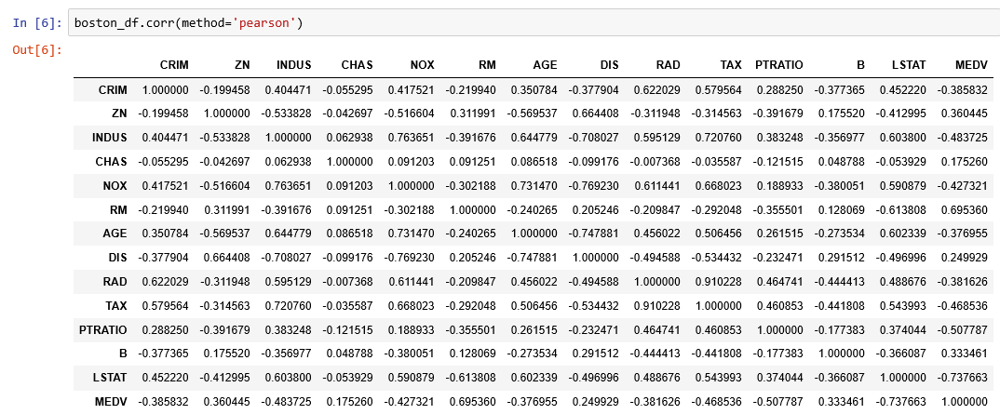 In [6]: boston_df.corr(method='pearson')
Out[6]:
CRIM ZN INDUS CHAS NOX RM AGE DIS RAD TAX PTRATIO B LSTAT MEDV
CRIM 1.000000 -0.199458 0.404471 -0.055295 0.417521 -0.219940 0.350784 -0.377904 0.622029 0.579564 0.288250 -0.377365 0.452220 -0.385832
ZN -0.199458 1.000000 -0.533828 -0.042697 -0.516604 0.311991 -0.569537 0.664408 -0.311948 -0.314563 -0.391679 0.175520 -0.412995 0.360445
INDUS 0.404471 -0.533828 1.000000 0.062938 0.763651 -0.391676 0.644779 -0.708027 0.595129 0.720760 0.383248 -0.356977 0.603800 -0.483725
CHAS -0.055295 -0.042697 0.062938 1.000000 0.091203 0.091251 0.086518 -0.099176 -0.007368 -0.035587 -0.121515 0.048788 -0.053929 0.175260
NOX 0.417521 -0.516604 0.763651 0.091203 1.000000 -0.302188 0.731470 -0.769230 0.611441 0.668023 0.188933 -0.380051 0.590879 -0.427321
RM -0.219940 0.311991 -0.391676 0.091251 -0.302188 1.000000 -0.240265 0.205246 -0.209847 -0.292048 -0.355501 0.128069 -0.613808 0.695360
AGE 0.350784 -0.569537 0.644779 0.086518 0.731470 -0.240265 1.000000 -0.747881 0.456022 0.506456 0.261515 -0.273534 0.602339 -0.376955
DIS -0.377904 0.664408 -0.708027 -0.099176 -0.769230 0.205246 -0.747881 1.000000 -0.494588 -0.534432 -0.232471 0.291512 -0.496996 0.249929
RAD 0.622029 -0.311948 0.595129 -0.007368 0.611441 -0.209847 0.456022 -0.494588 1.000000 0.910228 0.464741 -0.444413 0.488676 -0.381626
TAX 0.579564 -0.314563 0.720760 -0.035587 0.668023 -0.292048 0.506456 -0.534432 0.910228 1.000000 0.460853 -0.441808 0.543993 -0.468536
PTRATIO 0.288250 -0.391679 0.383248 -0.121515 0.188933 -0.355501 0.261515 -0.232471 0.464741 0.460853 1.000000 -0.177383 0.374044 -0.507787
B -0.377365 0.175520 -0.356977 0.048788 -0.380051 0.128069 -0.273534 0.291512 -0.444413 -0.441808 -0.177383 1.000000 -0.366087 0.333461
LSTAT 0.452220 -0.412995 0.603800 -0.053929 0.590879 -0.613808 0.602339 -0.496996 0.488676 0.543993 0.374044 -0.366087 1.000000 -0.737663
MEDV -0.385832 0.360445 -0.483725 0.175260 -0.427321 0.695360 -0.376955 0.249929 -0.381626 -0.468536 -0.507787 0.333461 -0.737663 1.000000